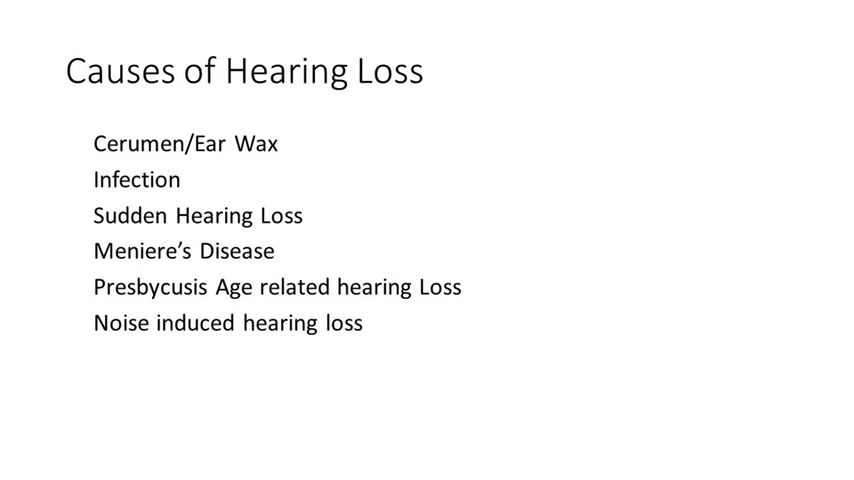 Causes of Hearing Loss
Cerumen/Ear Wax
Infection
Sudden Hearing Loss
Meniere’s Disease
Presbycusis Age related hearing Loss
Noise induced hearing loss